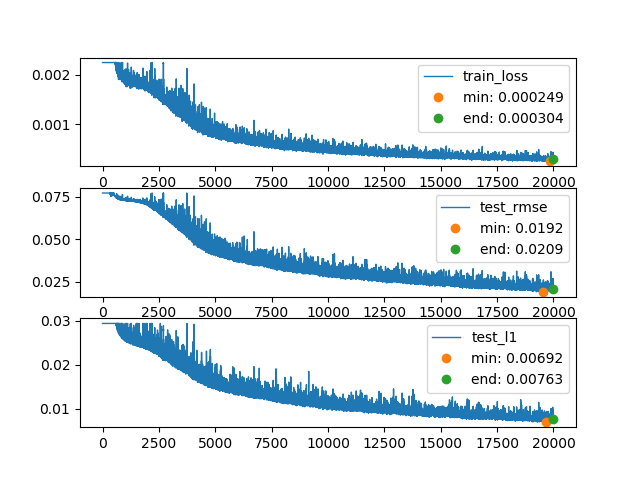 0.002
0.001
train_loss
min: 0.000249
end: 0.000304
0 2500 5000 7500 10000 12500 15000 17500 20000
0.075
0.050
0.025
test_rmse
min: 0.0192
end: 0.0209
0 2500 5000 7500 10000 12500 15000 17500 20000
0.03
0.02
0.01
test_l1
min: 0.00692
end: 0.00763
0 2500 5000 7500 10000 12500 15000 17500 20000